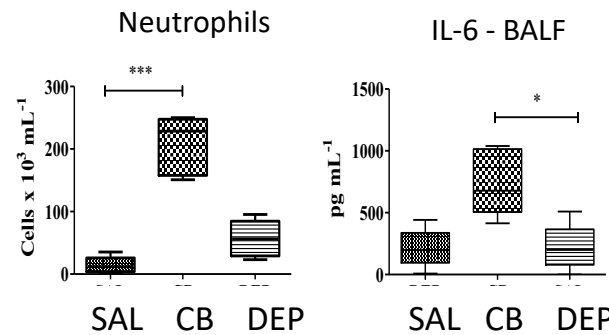 Neutrophils
***
Cells x 10³ mL⁻¹
300
200
100
0
SAL CB DEP
IL-6 - BALF
*
pg mL⁻¹
1500
1000
500
0
SAL CB DEP